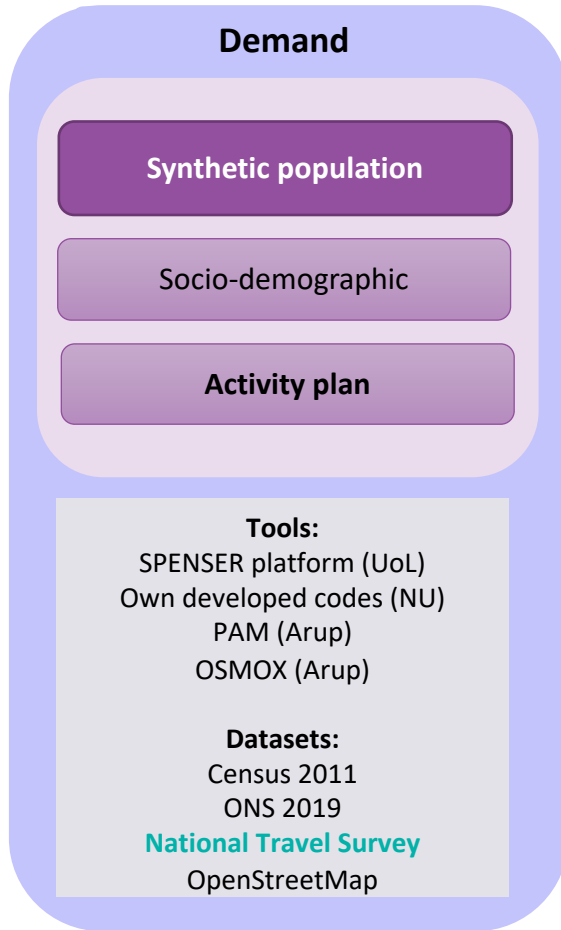 Demand
Synthetic population
Socio-demographic
Activity plan
Tools:
SPENSER platform (UoL)
Own developed codes (NU)
PAM (Arup)
OSMOX (Arup)
Datasets:
Census 2011
ONS 2019
National Travel Survey
OpenStreetMap